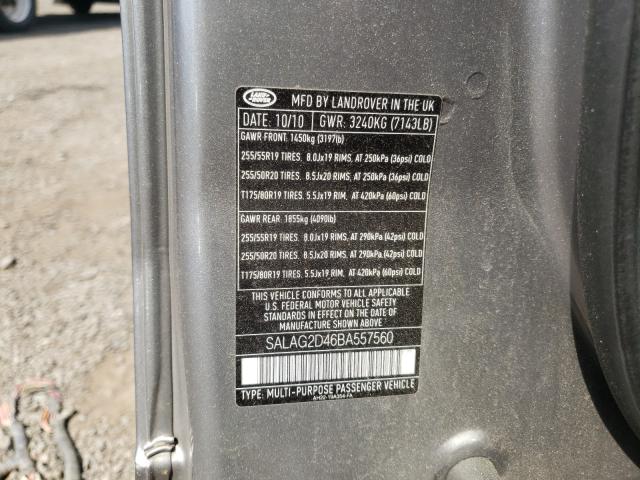 LAND-
ROVER
MFD BY LANDROVER IN THE UK
DATE: 10/10 GWR: 3240KG (7143LB)
GAWR FRONT: 1450kg (3197lb)
255/55R19 TIRES. 8.0Jx19 RIMS, AT 250kPa (36psi) COLD
255/50R20 TIRES. 8.5Jx20 RIMS, AT 250kPa (36psi) COLD
T175/80R19 TIRES. 5.5Jx19 RIM, AT 420kPa (60psi) COLD
GAWR REAR: 1855kg (4090lb)
255/55R19 TIRES. 8.0Jx19 RIMS, AT 290kPa (42psi) COLD
255/50R20 TIRES. 8.5Jx20 RIMS, AT 290kPa (42psi) COLD
T175/80R19 TIRES. 5.5Jx19 RIM, AT 420kPa (60psi) COLD
THIS VEHICLE CONFORMS TO ALL APPLICABLE
U.S. FEDERAL MOTOR VEHICLE SAFETY
STANDARDS IN EFFECT ON THE DATE OF
MANUFACTURE SHOWN ABOVE
SALAG2D46BA557560
TYPE: MULTI-PURPOSE PASSENGER VEHICLE